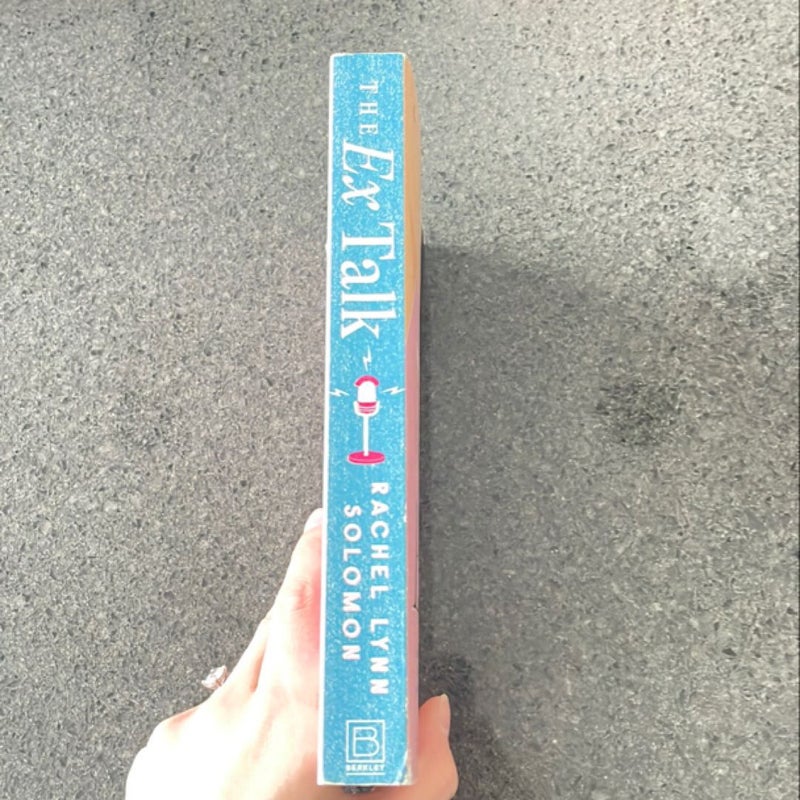 THE Ex Talk
RACHEL LYNN
SOLOMON
B
BERKLEY